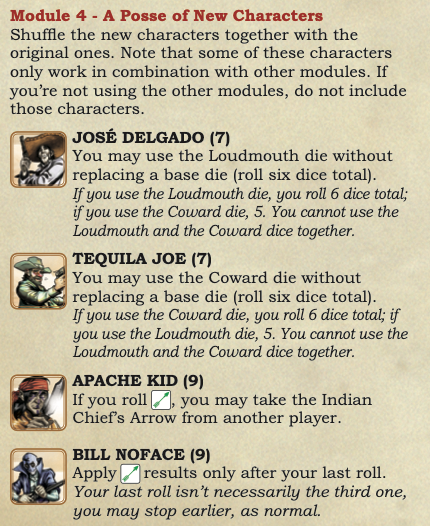 Module 4 - A Posse of New Characters
Shuffle the new characters together with the
original ones. Note that some of these characters
only work in combination with other modules. If
you're not using the other modules, do not include
those characters.
JOSÉ DELGADO (7)
You may use the Loudmouth die without
replacing a base die (roll six dice total).
If you use the Loudmouth die, you roll 6 dice total;
if you use the Coward die, 5. You cannot use the
Loudmouth and the Coward dice together.
TEQUILA JOE (7)
You may use the Coward die without
replacing a base die (roll six dice total).
If you use the Coward die, you roll 6 dice total; if
you use the Loudmouth die, 5. You cannot use the
Loudmouth and the Coward dice together.
APACHE KID (9)
If you roll , you may take the Indian
Chief's Arrow from another player.
BILL NOFACE (9)
Apply results only after your last roll.
Your last roll isn't necessarily the third one,
you may stop earlier, as normal.